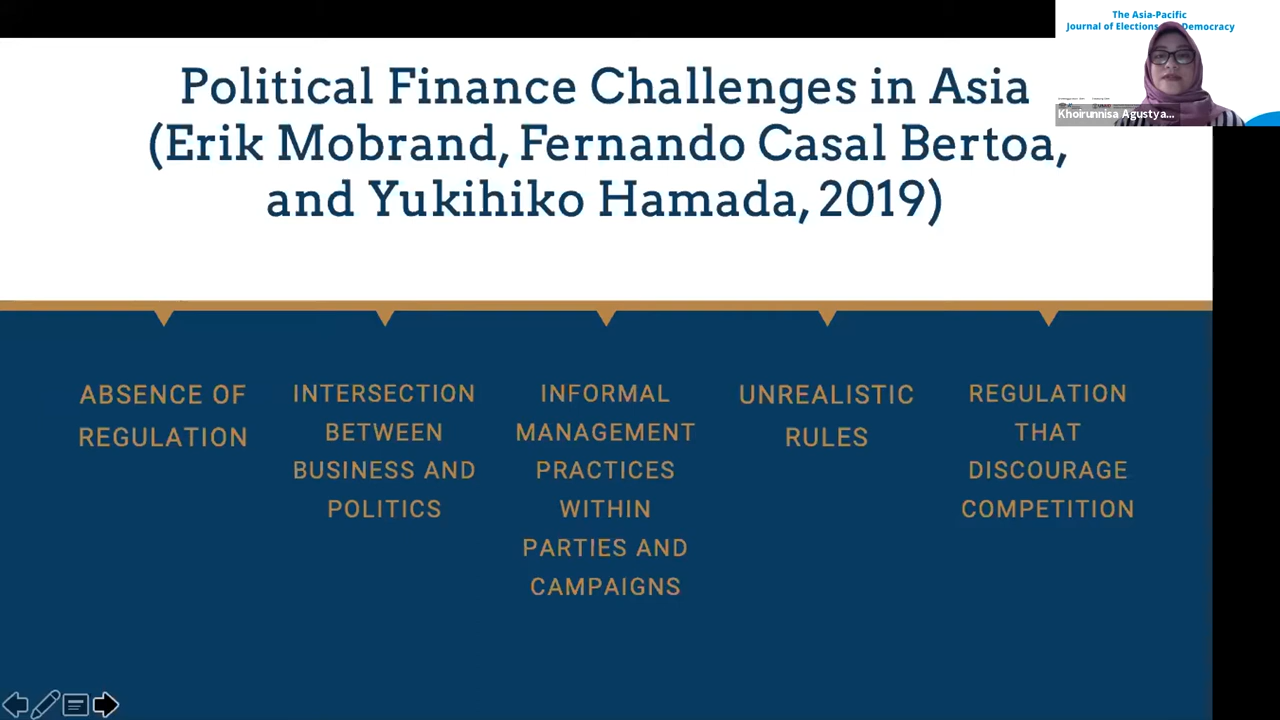 The Asia-Pacific
Journal of Elections Democracy
Khoirunnisa Agustya...
Political Finance Challenges in Asia
(Erik Mobrand, Fernando Casal Bertoa,
and Yukihiko Hamada, 2019)
ABSENCE OF
REGULATION
INTERSECTION
BETWEEN
BUSINESS AND
POLITICS
INFORMAL
MANAGEMENT
PRACTICES
WITHIN
PARTIES AND
CAMPAIGNS
UNREALISTIC
RULES
REGULATION
THAT
DISCOURAGE
COMPETITION